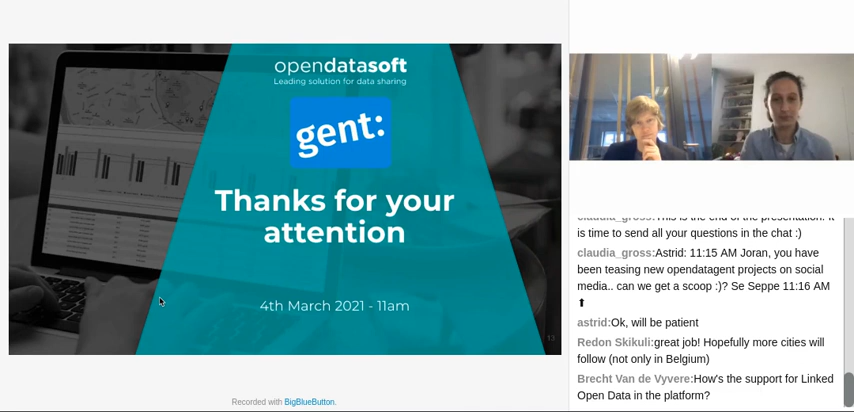 opendatasoft
Leading solution for data sharing
gent:
Thanks for your
attention
4th March 2021 - 11am
13
Recorded with BigBlueButton.
claudia_gross:This is the end of the presentation. It
is time to send all your questions in the chat :)
claudia_gross:Astrid: 11:15 AM Joran, you have
been teasing new opendatagent projects on social
media.. can we get a scoop :)? Se Seppe 11:16 AM
⬆
astrid:Ok, will be patient
Redon Skikuli:great job! Hopefully more cities will
follow (not only in Belgium)
Brecht Van de Vyvere:How's the support for Linked
Open Data in the platform?